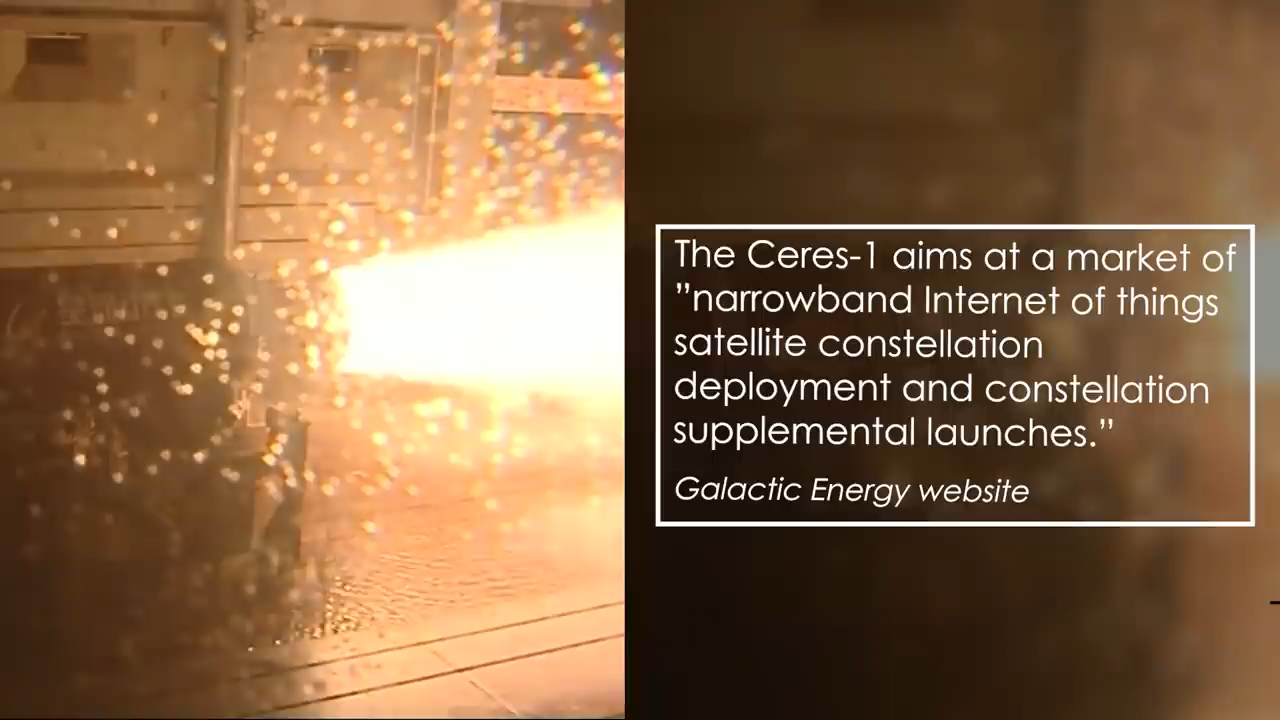 The Ceres-1 aims at a market of
”narrowband Internet of things
satellite constellation
deployment and constellation
supplemental launches.”
Galactic Energy website